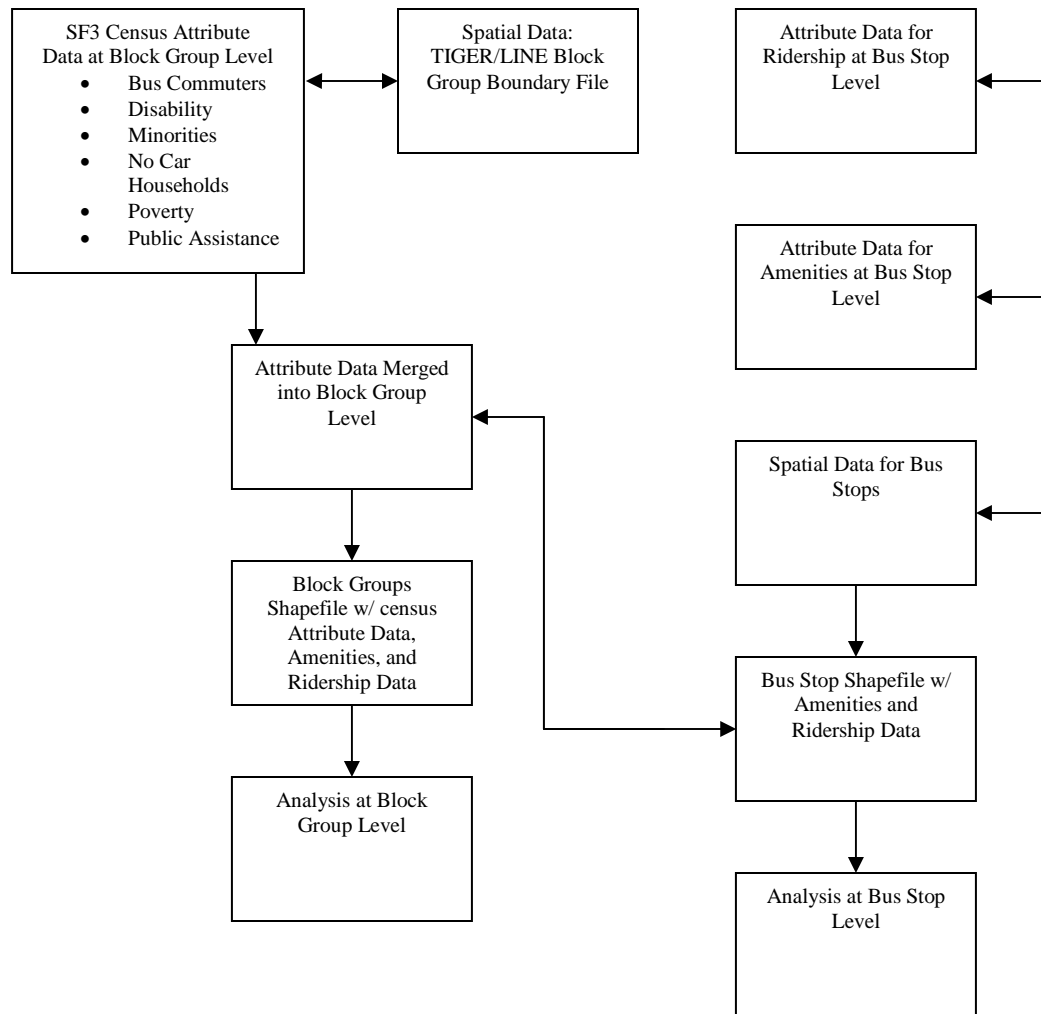 SF3 Census Attribute
Data at Block Group Level
• Bus Commuters
• Disability
• Minorities
• No Car
Households
• Poverty
• Public Assistance
Spatial Data:
TIGER/LINE Block
Group Boundary File
Attribute Data for
Ridership at Bus Stop
Level
Attribute Data for
Amenities at Bus Stop
Level
Attribute Data Merged
into Block Group
Level
Spatial Data for Bus
Stops
Block Groups
Shapefile w/ census
Attribute Data,
Amenities, and
Ridership Data
Bus Stop Shapefile w/
Amenities and
Ridership Data
Analysis at Block
Group Level
Analysis at Bus Stop
Level